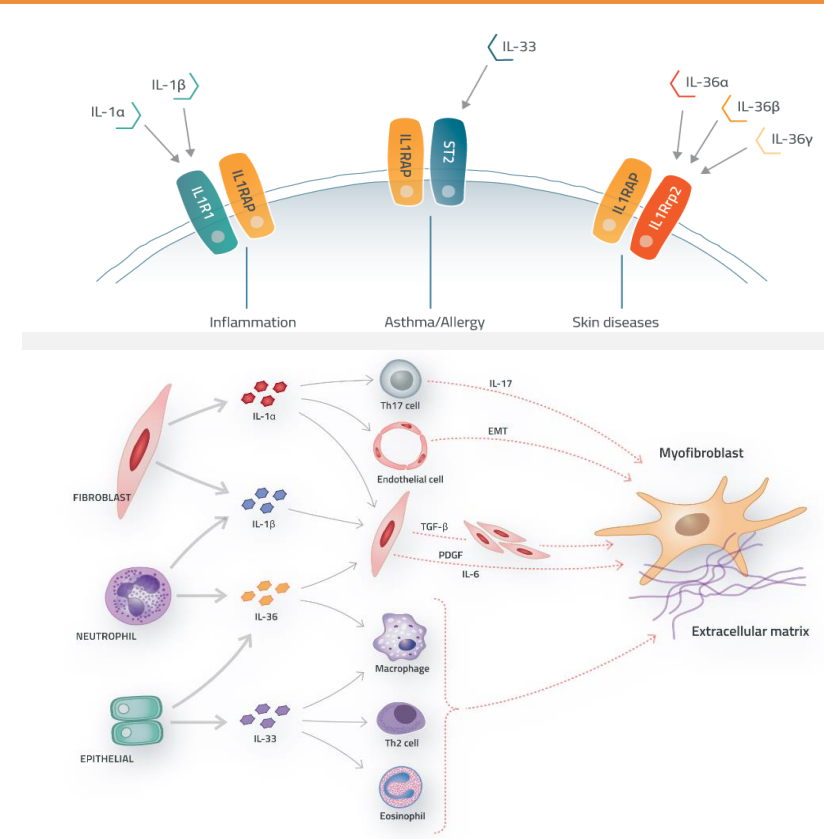 IL-33
IL-1β
IL-36α
IL-1α
IL-36β
IL-36γ
IL1R1
IL1RAP
IL1RAP
ST2
IL1RAP
IL1Rrp2
Inflammation
Asthma/Allergy
Skin diseases
IL-1α
Th17 cell
IL-17
EMT
Endothelial cell
Myofibroblast
FIBROBLAST
IL-1β
TGF-β
PDGF
IL-6
IL-36
NEUTROPHIL
Extracellular matrix
Macrophage
IL-33
Th2 cell
EPITHELIAL
Eosinophil